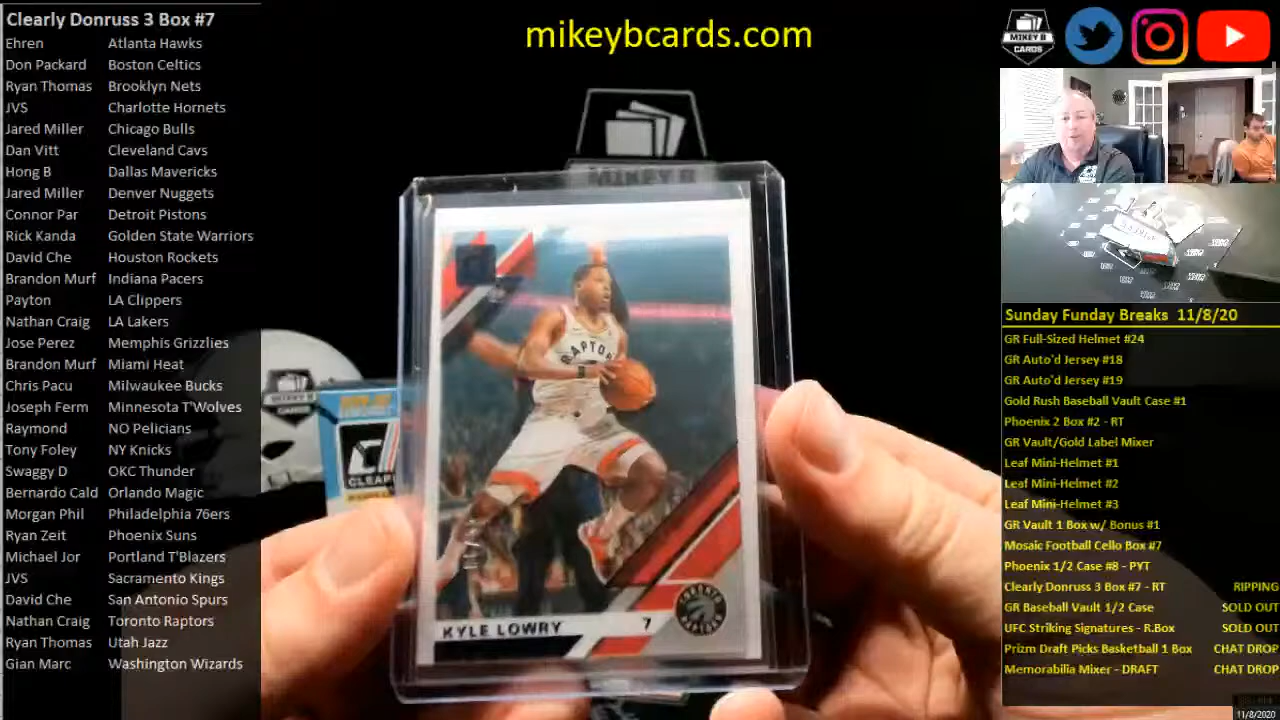 Clearly Donruss 3 Box #7
Ehren Atlanta Hawks
Don Packard Boston Celtics
Ryan Thomas Brooklyn Nets
JVS Charlotte Hornets
Jared Miller Chicago Bulls
Dan Vitt Cleveland Cavs
Hong B Dallas Mavericks
Jared Miller Denver Nuggets
Connor Par Detroit Pistons
Rick Kanda Golden State Warriors
David Che Houston Rockets
Brandon Murf Indiana Pacers
Payton LA Clippers
Nathan Craig LA Lakers
Jose Perez Memphis Grizzlies
Brandon Murf Miami Heat
Chris Pacu Milwaukee Bucks
Joseph Ferm Minnesota T'Wolves
Raymond NO Pelicians
Tony Foley NY Knicks
Swaggy D OKC Thunder
Bernardo Cald Orlando Magic
Morgan Phil Philadelphia 76ers
Ryan Zeit Phoenix Suns
Michael Jor Portland T'Blazers
JVS Sacramento Kings
David Che San Antonio Spurs
Nathan Craig Toronto Raptors
Ryan Thomas Utah Jazz
Gian Marc Washington Wizards
mikeybcards.com
MIKEY B
RAPTOR
KYLE LOWRY 7
CLEAR
MIKEY B
CARDS
Sunday Funday Breaks 11/8/20
GR Full-Sized Helmet #24
GR Auto'd Jersey #18
GR Auto'd Jersey #19
Gold Rush Baseball Vault Case #1
Phoenix 2 Box #2 - RT
GR Vault/Gold Label Mixer
Leaf Mini-Helmet #1
Leaf Mini-Helmet #2
Leaf Mini-Helmet #3
GR Vault 1 Box w/ Bonus #1
Mosaic Football Cello Box #7
Phoenix 1/2 Case #8 - PYT
Clearly Donruss 3 Box #7 - RT RIPPING
GR Baseball Vault 1/2 Case SOLD OUT
UFC Striking Signatures - R.Box SOLD OUT
Prizm Draft Picks Basketball 1 Box CHAT DROP
Memorabilia Mixer - DRAFT CHAT DROP
11/8/2020